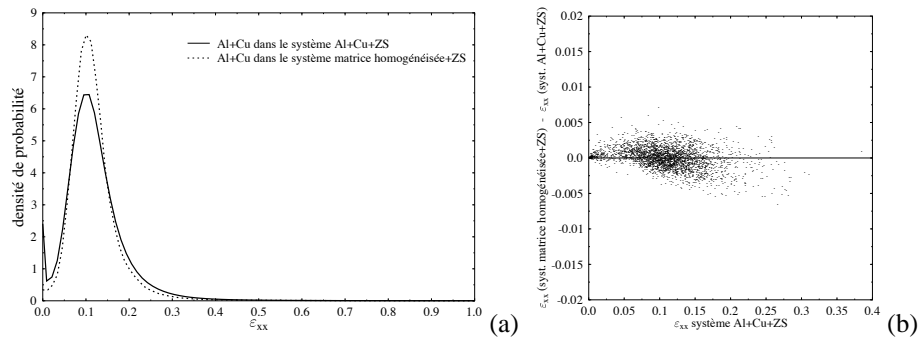 9
8
7
6
5
4
3
2
1
0
densité de probabilité
Al+Cu dans le système Al+Cu+ZS
Al+Cu dans le système matrice homogénéisée+ZS
0.0 0.1 0.2 0.3 0.4 0.5 0.6 0.7 0.8 0.9 1.0
εxx
(a)
εxx (syst. matrice homogénéisée+ZS) - εxx (syst. Al+Cu+ZS)
0.02
0.015
0.01
0.005
0.0
-0.005
-0.01
-0.015
-0.02
0.0 0.05 0.1 0.15 0.2 0.25 0.3 0.35 0.4
εxx système Al+Cu+ZS
(b)